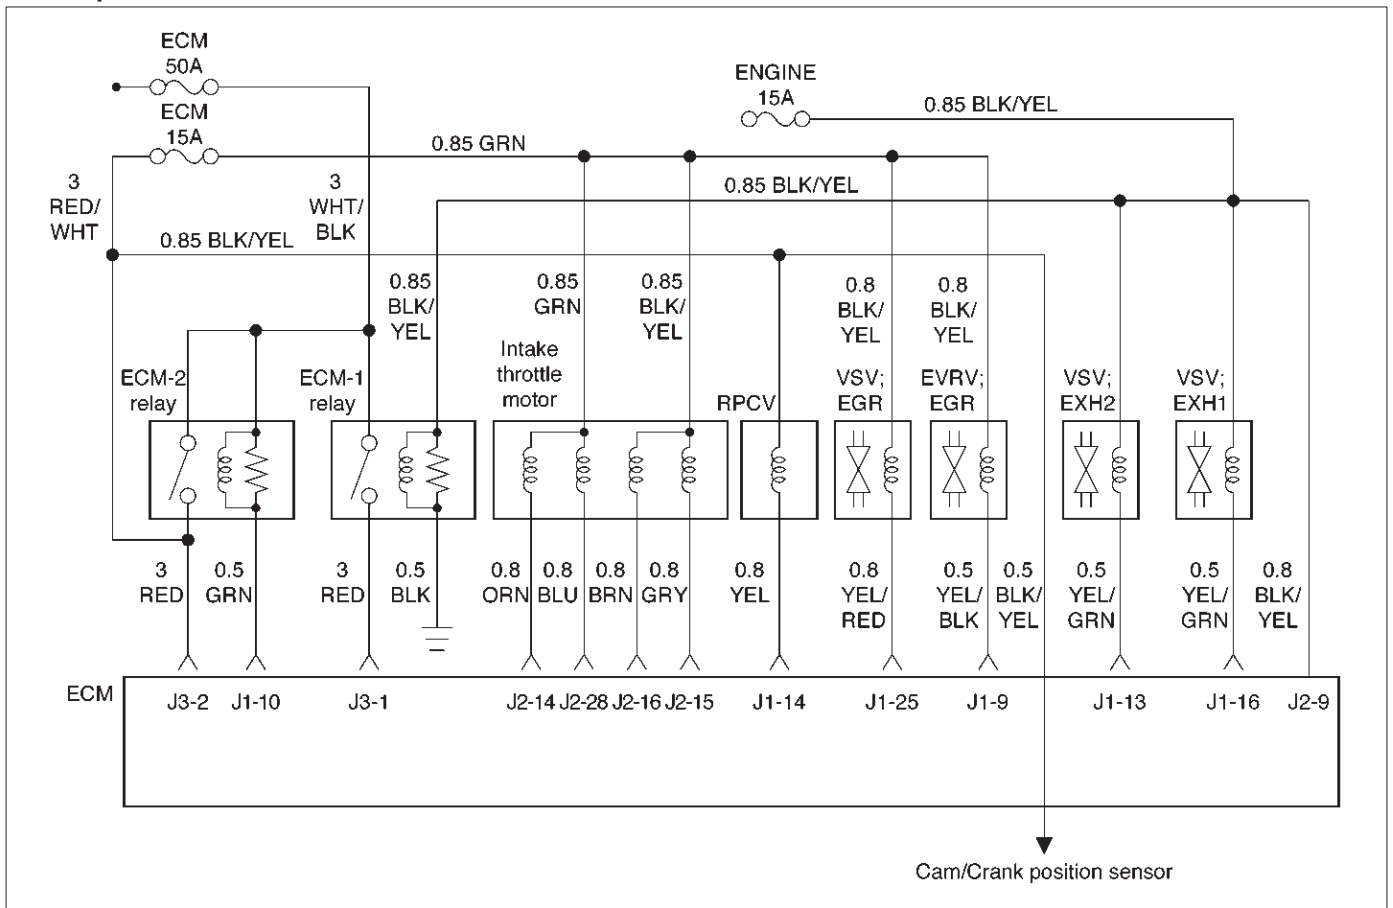 ECM
50A
ECM
15A
ENGINE
15A
0.85 BLK/YEL
0.85 GRN
0.85 BLK/YEL
3
RED/
WHT
3
WHT/
BLK
0.85 BLK/YEL
0.85
BLK/
YEL
0.85
GRN
0.85
BLK/
YEL
0.8
BLK/
YEL
0.8
BLK/
YEL
ECM-2
relay
ECM-1
relay
Intake
throttle
motor
RPCV
VSV;
EGR
EVRV;
EGR
VSV;
EXH2
VSV;
EXH1
3
RED
0.5
GRN
3
RED
0.5
BLK
0.8
ORN
0.8
BLU
0.8
BRN
0.8
GRY
0.8
YEL
0.8
YEL/
RED
0.5
YEL/
BLK
0.5
BLK/
YEL
0.5
YEL/
GRN
0.5
YEL/
GRN
0.8
BLK/
YEL
ECM
J3-2 J1-10 J3-1 J2-14 J2-28 J2-16 J2-15 J1-14 J1-25 J1-9 J1-13 J1-16 J2-9
Cam/Crank position sensor